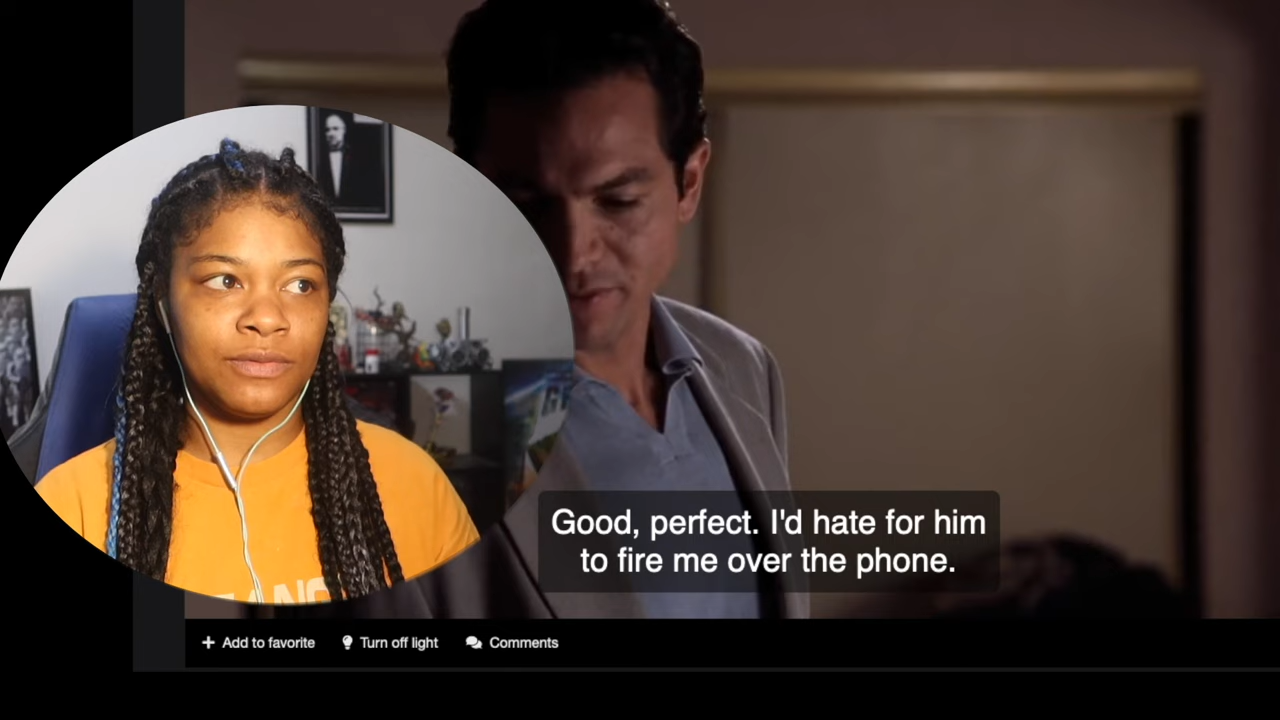 Good, perfect. I'd hate for him
to fire me over the phone.
Add to favorite Turn off light Comments